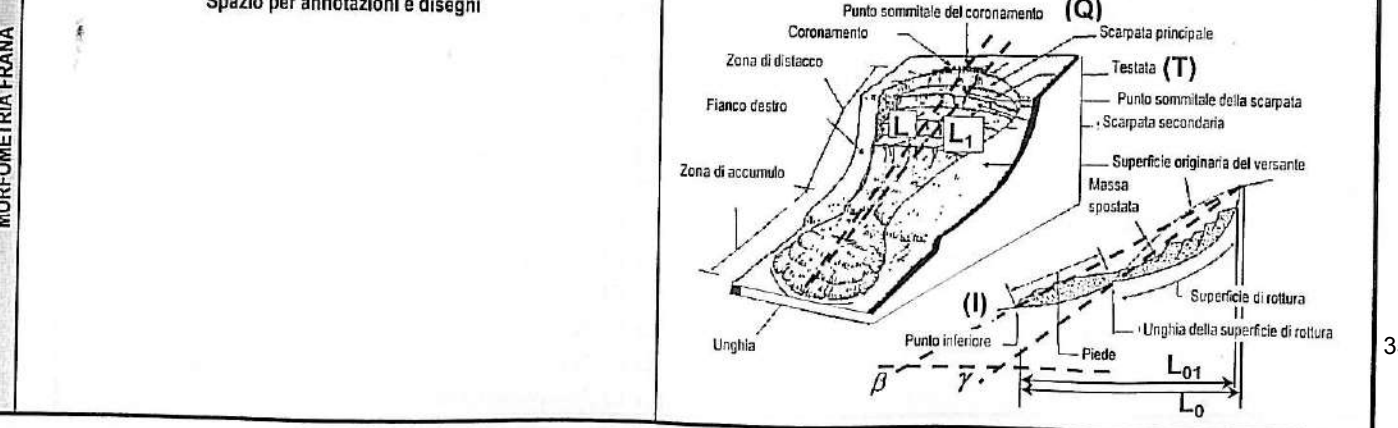 MORFOMETRIA FRANA
Spazio per annotazioni e disegni
Punto sommitale del coronamento (Q)
Coronamento
Scarpata principale
Zona di distacco
Testata (T)
Fianco destro
Punto sommitale della scarpata
Scarpata secondaria
L
L1
Zona di accumulo
Superficie originaria del versante
Massa
spostata
(I)
Superficie di rottura
Unghia
Punto inferiore
Unghia della superficie di rottura
Piede
β
γ
L01
L0
3